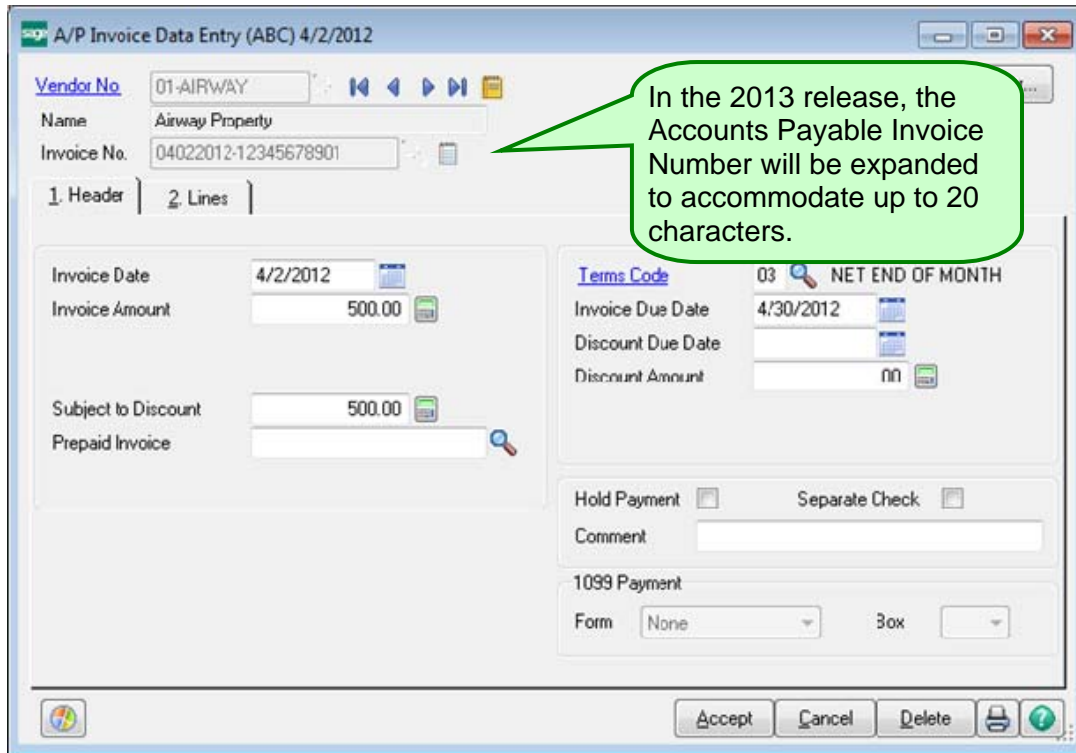 sage A/P Invoice Data Entry (ABC) 4/2/2012
Vendor No. 01-AIRWAY
Name Airway Property
Invoice No. 04022012-12345678901
In the 2013 release, the
Accounts Payable Invoice
Number will be expanded
to accommodate up to 20
characters.
...
1. Header 2. Lines
Invoice Date 4/2/2012
Invoice Amount 500.00
Subject to Discount 500.00
Prepaid Invoice
Terms Code 03 NET END OF MONTH
Invoice Due Date 4/30/2012
Discount Due Date
Discount Amount .00
Hold Payment Separate Check
Comment
1099 Payment
Form None Box
Accept Cancel Delete